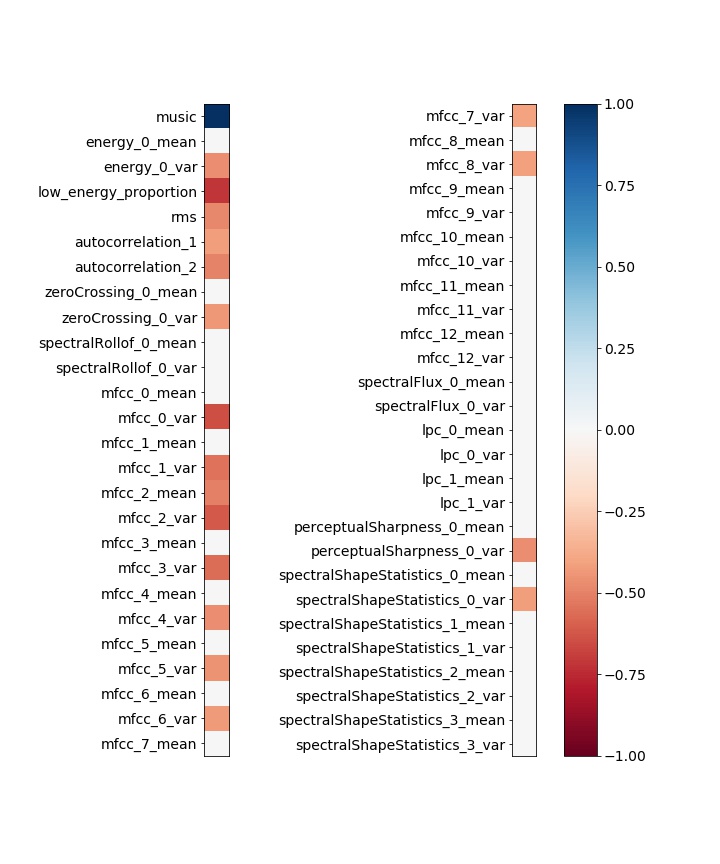 music
energy_0_mean
energy_0_var
low_energy_proportion
rms
autocorrelation_1
autocorrelation_2
zeroCrossing_0_mean
zeroCrossing_0_var
spectralRollof_0_mean
spectralRollof_0_var
mfcc_0_mean
mfcc_0_var
mfcc_1_mean
mfcc_1_var
mfcc_2_mean
mfcc_2_var
mfcc_3_mean
mfcc_3_var
mfcc_4_mean
mfcc_4_var
mfcc_5_mean
mfcc_5_var
mfcc_6_mean
mfcc_6_var
mfcc_7_mean
mfcc_7_var
mfcc_8_mean
mfcc_8_var
mfcc_9_mean
mfcc_9_var
mfcc_10_mean
mfcc_10_var
mfcc_11_mean
mfcc_11_var
mfcc_12_mean
mfcc_12_var
spectralFlux_0_mean
spectralFlux_0_var
lpc_0_mean
lpc_0_var
lpc_1_mean
lpc_1_var
perceptualSharpness_0_mean
perceptualSharpness_0_var
spectralShapeStatistics_0_mean
spectralShapeStatistics_0_var
spectralShapeStatistics_1_mean
spectralShapeStatistics_1_var
spectralShapeStatistics_2_mean
spectralShapeStatistics_2_var
spectralShapeStatistics_3_mean
spectralShapeStatistics_3_var
1.00
0.75
0.50
0.25
0.00
−0.25
−0.50
−0.75
−1.00